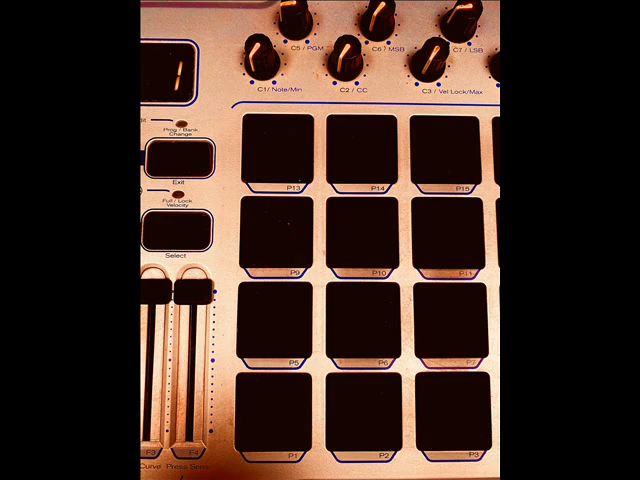 C5 / PGM
C6 / MSB
C7 / LSB
1
C1/ Note/Min
C2 / CC
C3 / Vel Lock/Max
Prog / Bank
Change
P13
P14
P15
Exit
Full / Lock
Velocity
Select
P9
P10
P11
P5
P6
P7
F3
F4
P1
P2
P3
Curve
Press Sens